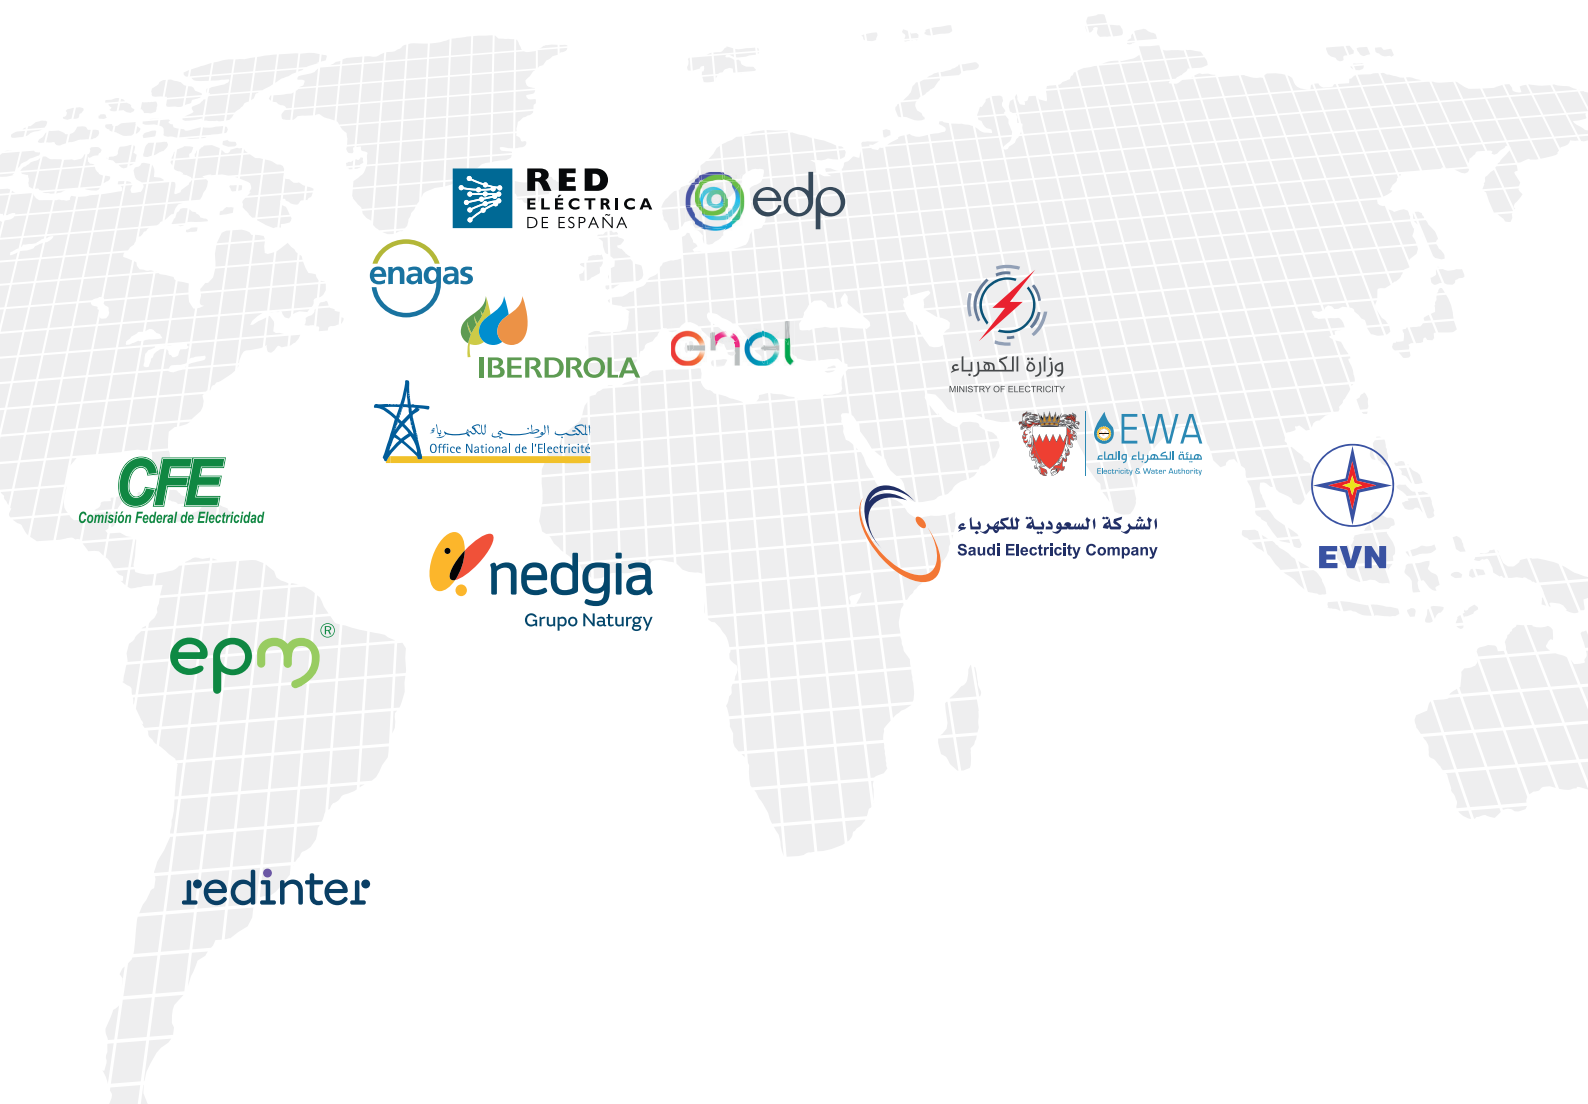 RED
ELÉCTRICA
DE ESPAÑA
edp
enagas
IBERDROLA
enel
وزارة الكهرباء
MINISTRY OF ELECTRICITY
المكتب الوطني للكهرباء
Office National de l'Electricité
EWA
هيئة الكهرباء والماء
Electricity & Water Authority
CFE
Comisión Federal de Electricidad
الشركة السعودية للكهرباء
Saudi Electricity Company
EVN
nedgia
Grupo Naturgy
epm®
redinter